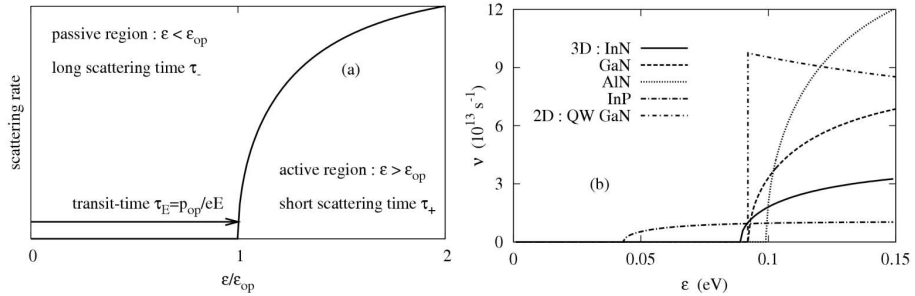 passive region : ε < ε_op
long scattering time τ_-
(a)
scattering rate
active region : ε > ε_op
transit-time τ_E=p_op/eE
short scattering time τ_+
0
1
2
ε/ε_op
12
9
6
3
0
ν (10^13 s^-1)
3D : InN
GaN
AlN
InP
2D : QW GaN
(b)
0
0.05
0.1
0.15
ε (eV)